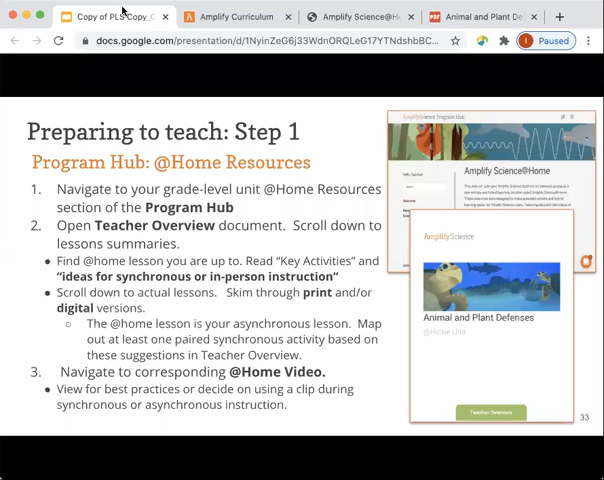 Copy of PLS Copy_G
Amplify Curriculum
Amplify Science@Ho
Animal and Plant De
docs.google.com/presentation/d/1NyinZeG6j33WdnORQLeG17YTNdshbBC...
Paused
Preparing to teach: Step 1
Program Hub: @Home Resources
1. Navigate to your grade-level unit @Home Resources
section of the Program Hub
2. Open Teacher Overview document. Scroll down to
lessons summaries.
• Find @home lesson you are up to. Read “Key Activities” and
“ideas for synchronous or in-person instruction”
• Scroll down to actual lessons. Skim through print and/or
digital versions.
○ The @home lesson is your asynchronous lesson. Map
out at least one paired synchronous activity based on
these suggestions in Teacher Overview.
3. Navigate to corresponding @Home Video.
• View for best practices or decide on using a clip during
synchronous or asynchronous instruction.
AmplifyScience Program Hub
Amplify Science@Home
AmplifyScience
Animal and Plant Defenses
@Home Unit
Teacher Overview
33